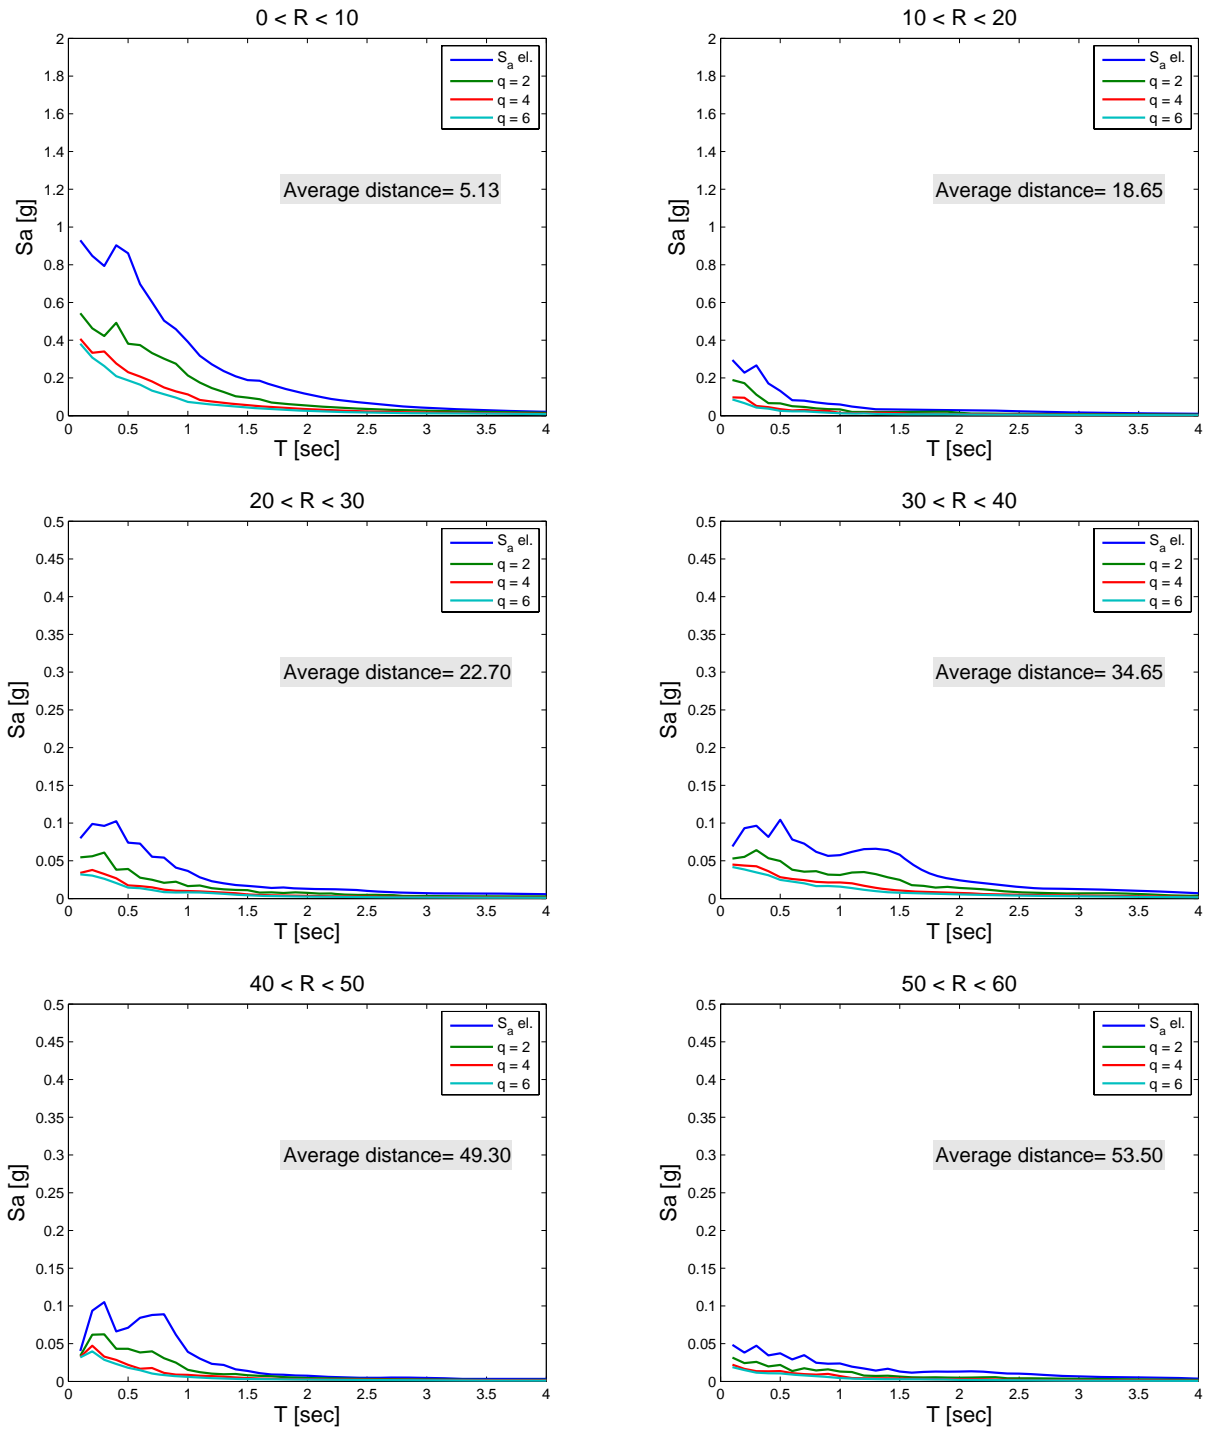 0 < R < 10
2
1.8
1.6
1.4
1.2
1
0.8
0.6
0.4
0.2
0
Sa [g]
S_a el.
q = 2
q = 4
q = 6
Average distance= 5.13
0 0.5 1 1.5 2 2.5 3 3.5 4
T [sec]
10 < R < 20
2
1.8
1.6
1.4
1.2
1
0.8
0.6
0.4
0.2
0
Sa [g]
S_a el.
q = 2
q = 4
q = 6
Average distance= 18.65
0 0.5 1 1.5 2 2.5 3 3.5 4
T [sec]
20 < R < 30
0.5
0.45
0.4
0.35
0.3
0.25
0.2
0.15
0.1
0.05
0
Sa [g]
S_a el.
q = 2
q = 4
q = 6
Average distance= 22.70
0 0.5 1 1.5 2 2.5 3 3.5 4
T [sec]
30 < R < 40
0.5
0.45
0.4
0.35
0.3
0.25
0.2
0.15
0.1
0.05
0
Sa [g]
S_a el.
q = 2
q = 4
q = 6
Average distance= 34.65
0 0.5 1 1.5 2 2.5 3 3.5 4
T [sec]
40 < R < 50
0.5
0.45
0.4
0.35
0.3
0.25
0.2
0.15
0.1
0.05
0
Sa [g]
S_a el.
q = 2
q = 4
q = 6
Average distance= 49.30
0 0.5 1 1.5 2 2.5 3 3.5 4
T [sec]
50 < R < 60
0.5
0.45
0.4
0.35
0.3
0.25
0.2
0.15
0.1
0.05
0
Sa [g]
S_a el.
q = 2
q = 4
q = 6
Average distance= 53.50
0 0.5 1 1.5 2 2.5 3 3.5 4
T [sec]